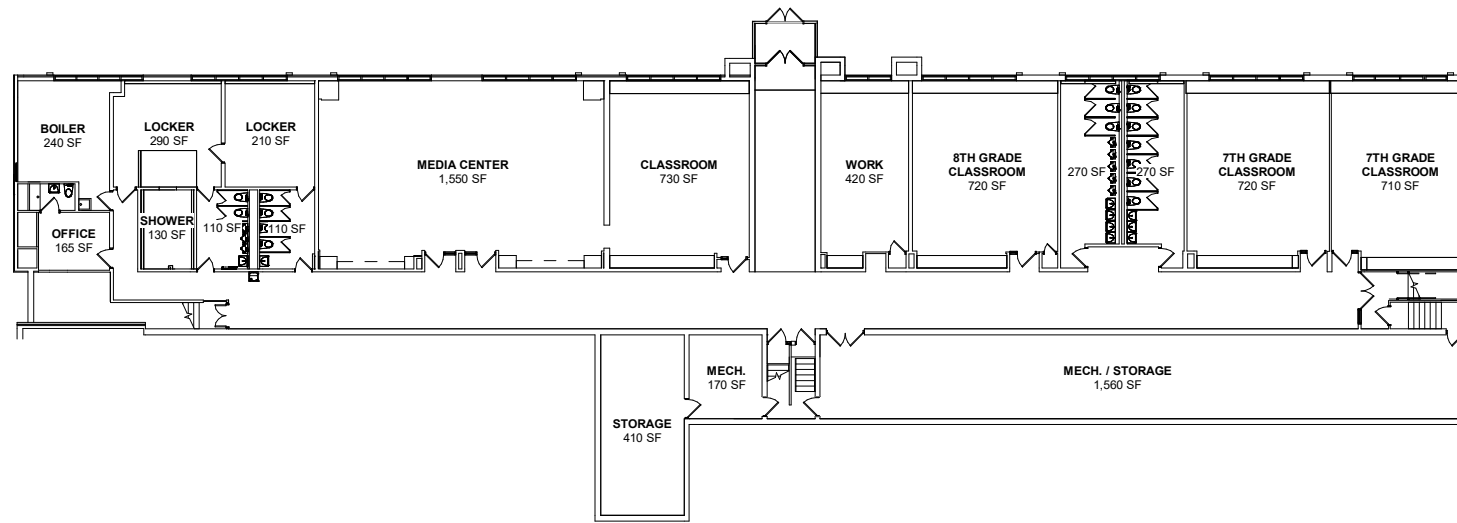 BOILER
240 SF
LOCKER
290 SF
LOCKER
210 SF
MEDIA CENTER
1,550 SF
CLASSROOM
730 SF
WORK
420 SF
8TH GRADE
CLASSROOM
720 SF
270 SF
270 SF
7TH GRADE
CLASSROOM
720 SF
7TH GRADE
CLASSROOM
710 SF
OFFICE
165 SF
SHOWER
130 SF
110 SF
110 SF
STORAGE
410 SF
MECH.
170 SF
MECH. / STORAGE
1,560 SF